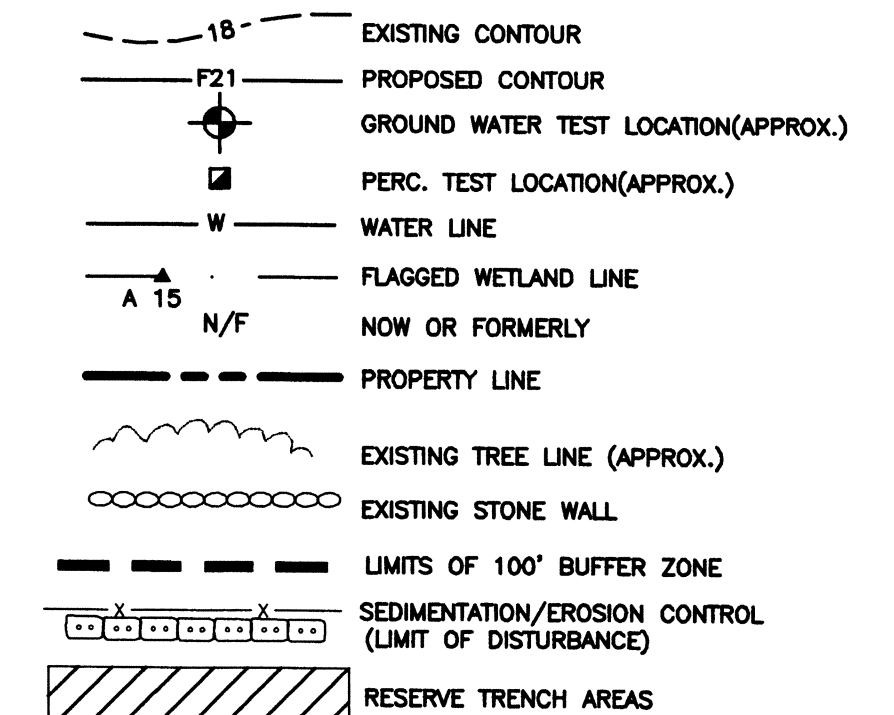 18 EXISTING CONTOUR
F21 PROPOSED CONTOUR
GROUND WATER TEST LOCATION(APPROX.)
PERC. TEST LOCATION(APPROX.)
W WATER LINE
FLAGGED WETLAND LINE
A 15
N/F NOW OR FORMERLY
PROPERTY LINE
EXISTING TREE LINE (APPROX.)
EXISTING STONE WALL
LIMITS OF 100' BUFFER ZONE
X X SEDIMENTATION/EROSION CONTROL
(LIMIT OF DISTURBANCE)
RESERVE TRENCH AREAS